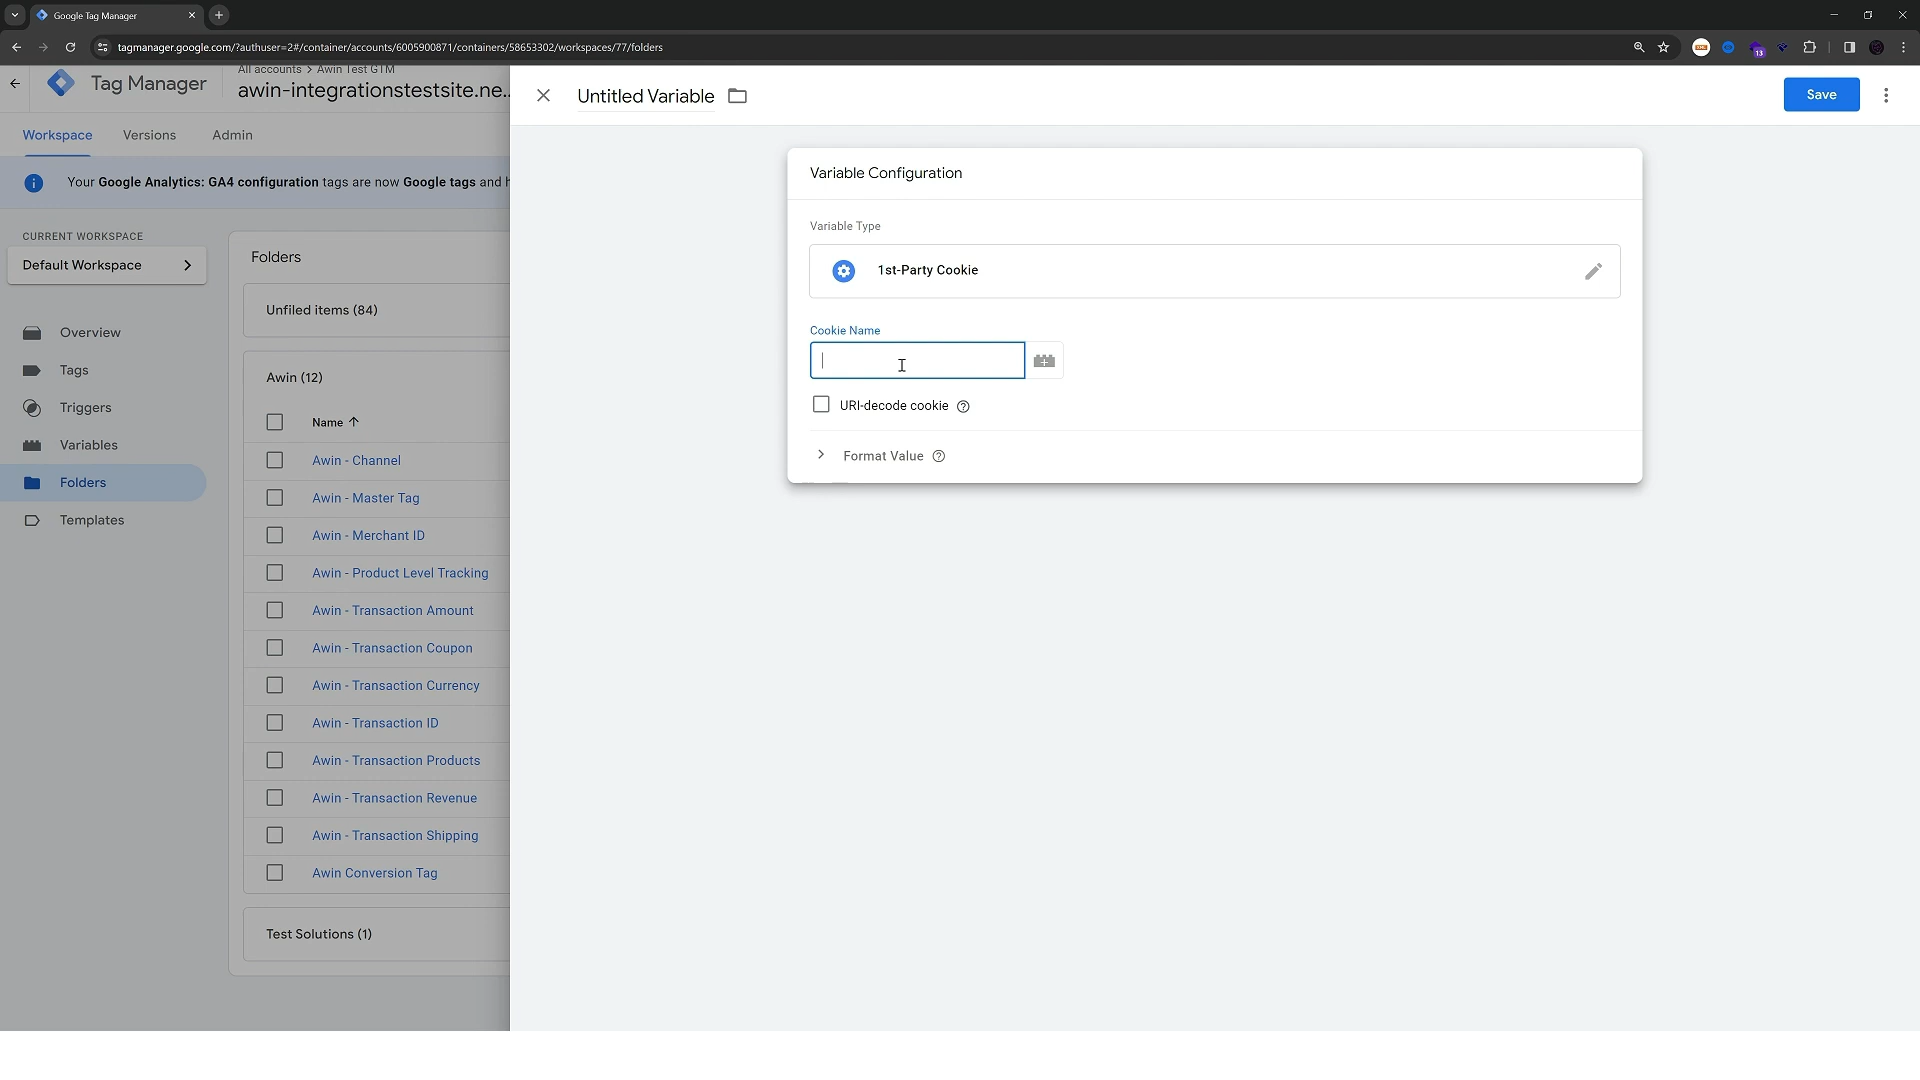 Google Tag Manager
tagmanager.google.com/?authuser=2#/container/accounts/6005900871/containers/58653302/workspaces/77/folders
13
All accounts > Awin Test GTM
Tag Manager
awin-integrationstestsite.ne...
Untitled Variable
Save
Workspace
Versions
Admin
Your Google Analytics: GA4 configuration tags are now Google tags and h
Variable Configuration
Variable Type
1st-Party Cookie
Cookie Name
URI-decode cookie
Format Value
CURRENT WORKSPACE
Default Workspace
Overview
Tags
Triggers
Variables
Folders
Templates
Folders
Unfiled items (84)
Awin (12)
Name
Awin - Channel
Awin - Master Tag
Awin - Merchant ID
Awin - Product Level Tracking
Awin - Transaction Amount
Awin - Transaction Coupon
Awin - Transaction Currency
Awin - Transaction ID
Awin - Transaction Products
Awin - Transaction Revenue
Awin - Transaction Shipping
Awin Conversion Tag
Test Solutions (1)